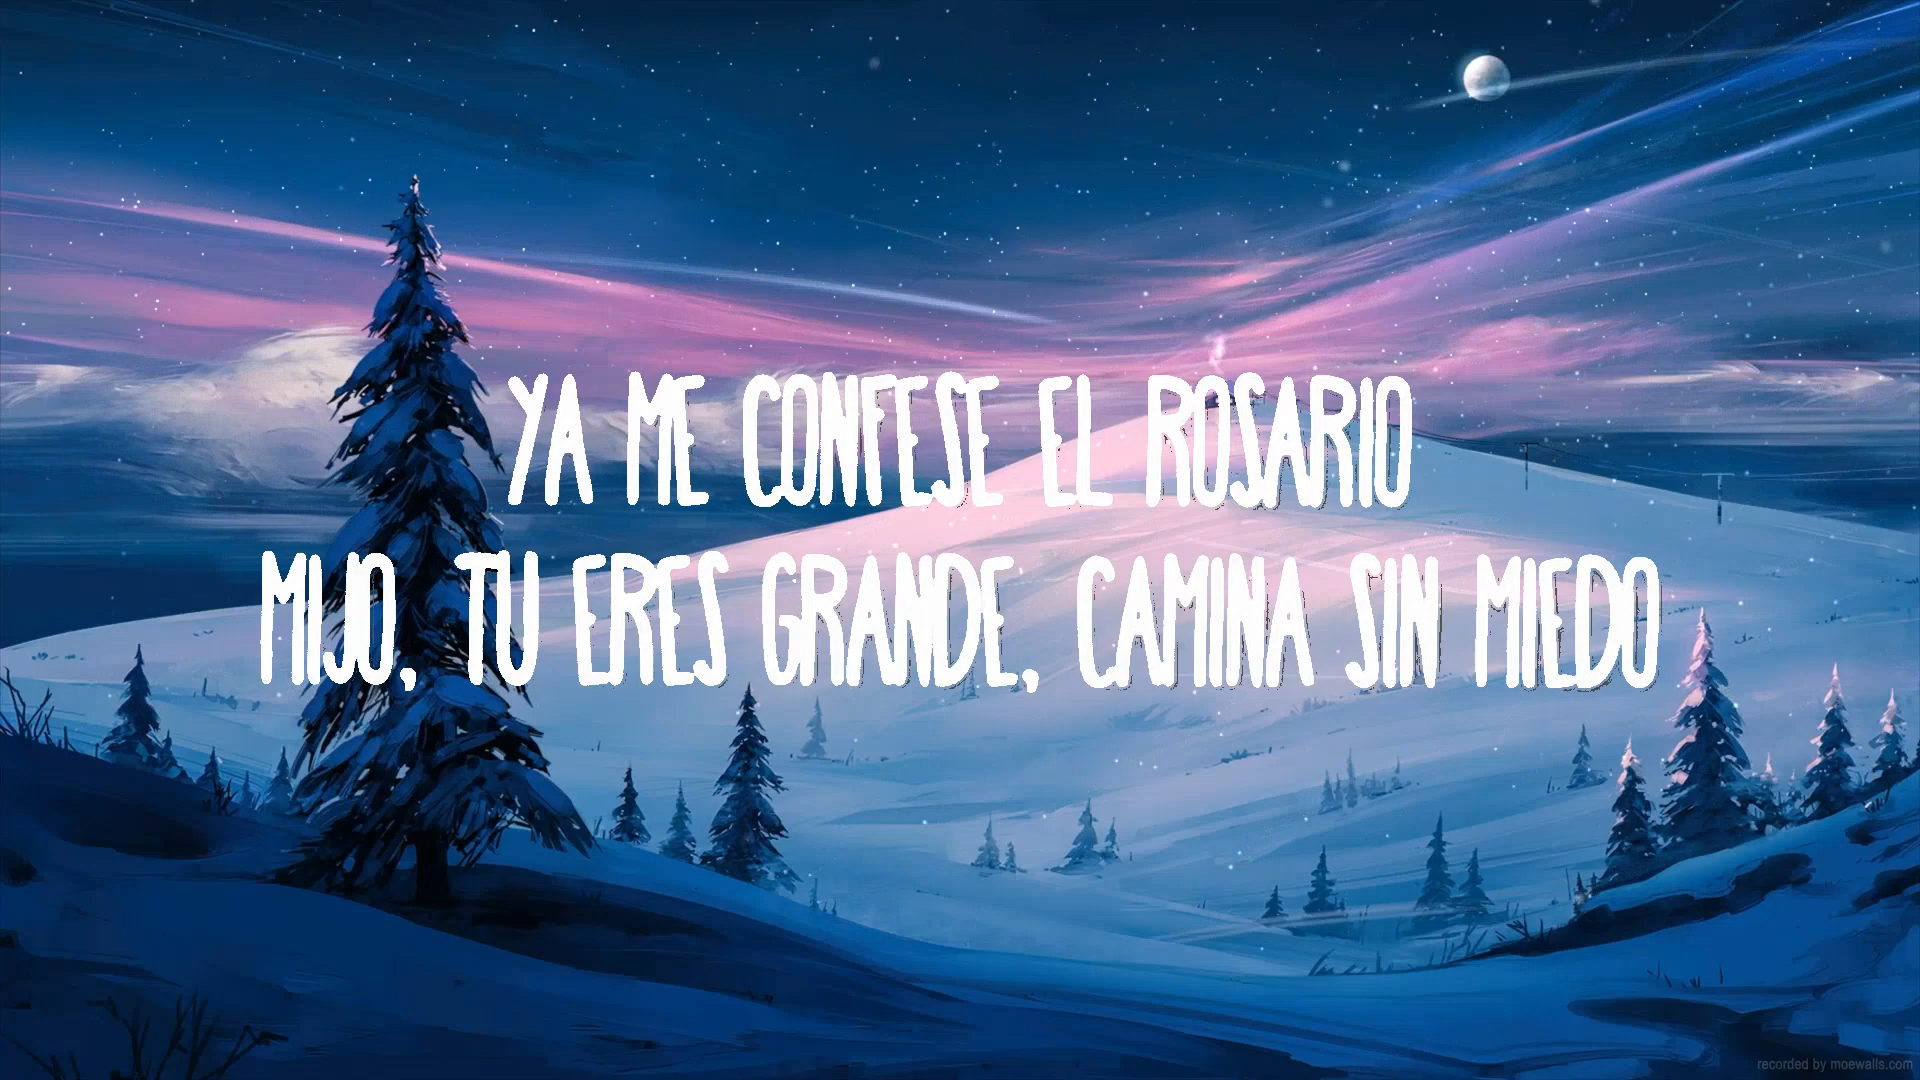 YA ME CONFESE EL ROSARIO
MIJO, TU ERES GRANDE, CAMINA SIN MIEDO
recorded by moewalls.com